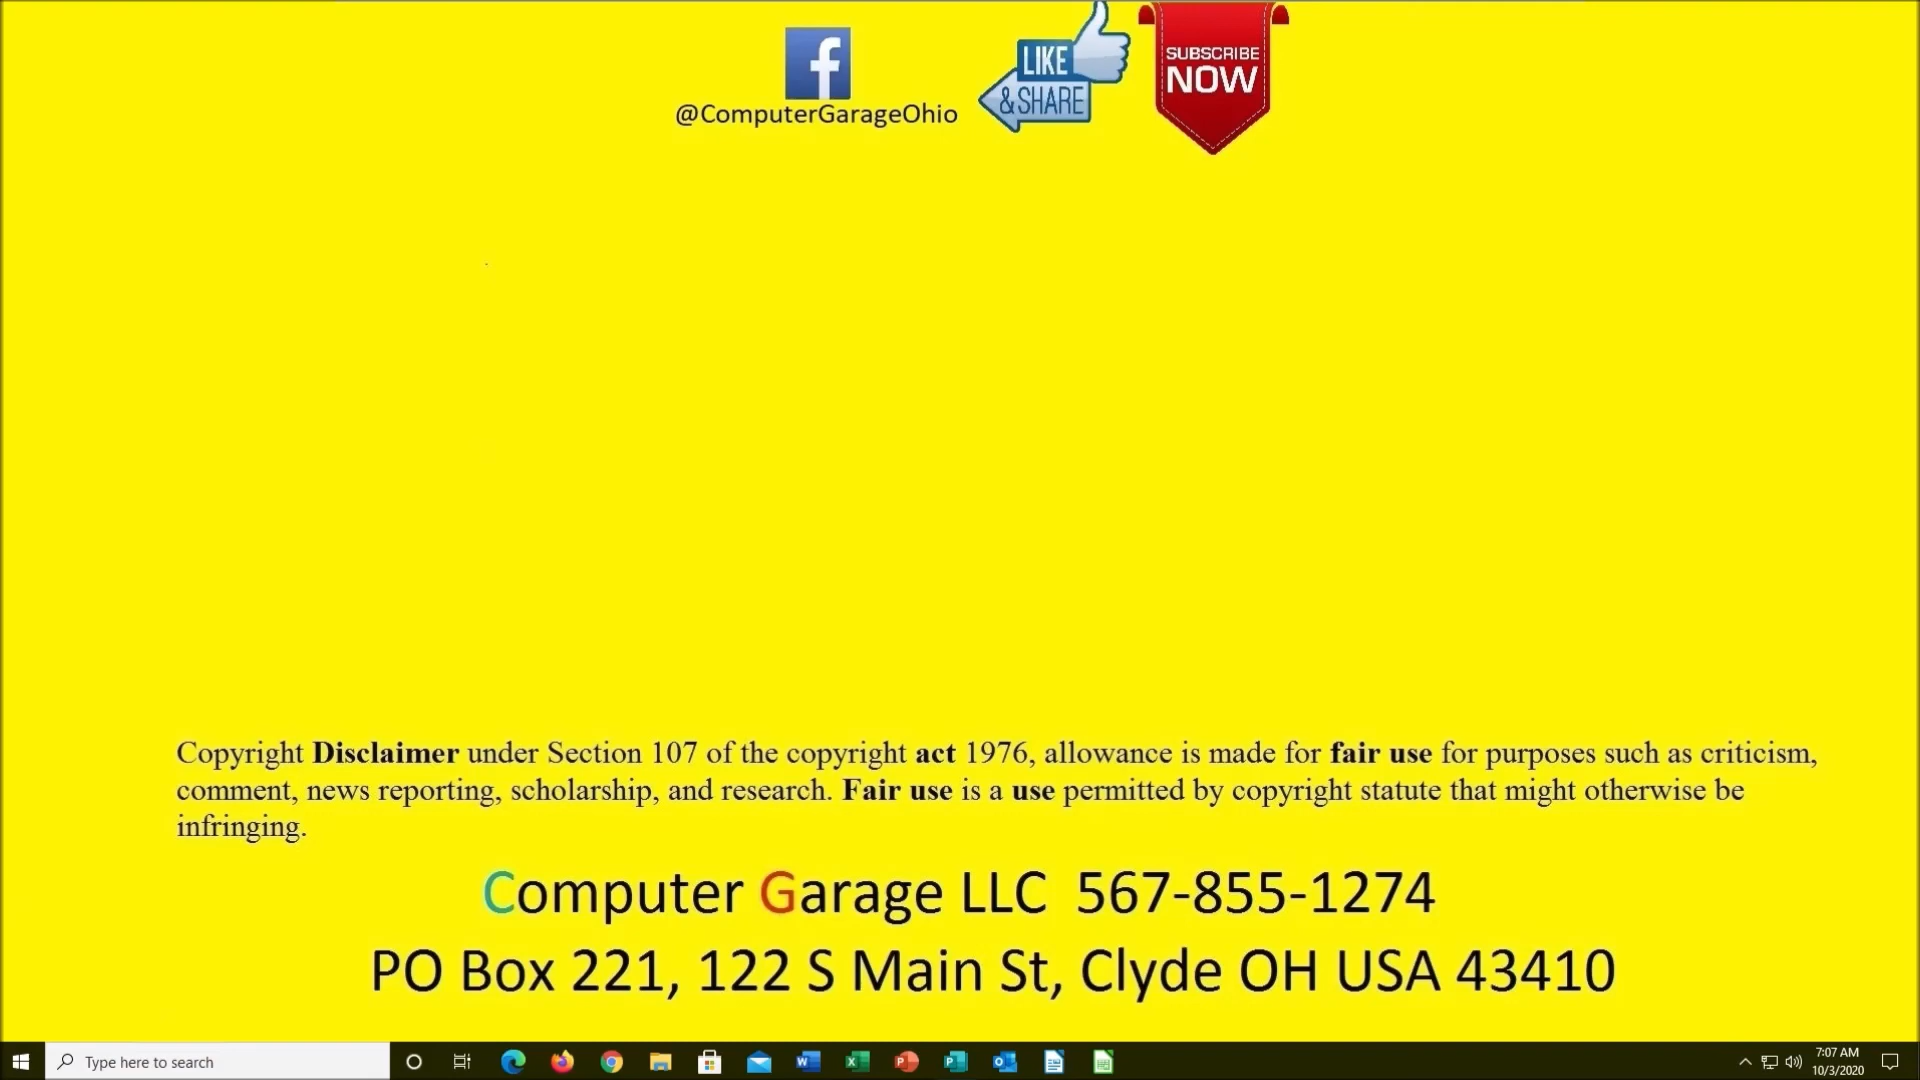 f
@ComputerGarageOhio
LIKE
& SHARE
SUBSCRIBE
NOW
Copyright Disclaimer under Section 107 of the copyright act 1976, allowance is made for fair use for purposes such as criticism,
comment, news reporting, scholarship, and research. Fair use is a use permitted by copyright statute that might otherwise be
infringing.
Computer Garage LLC 567-855-1274
PO Box 221, 122 S Main St, Clyde OH USA 43410
Type here to search
7:07 AM
10/3/2020